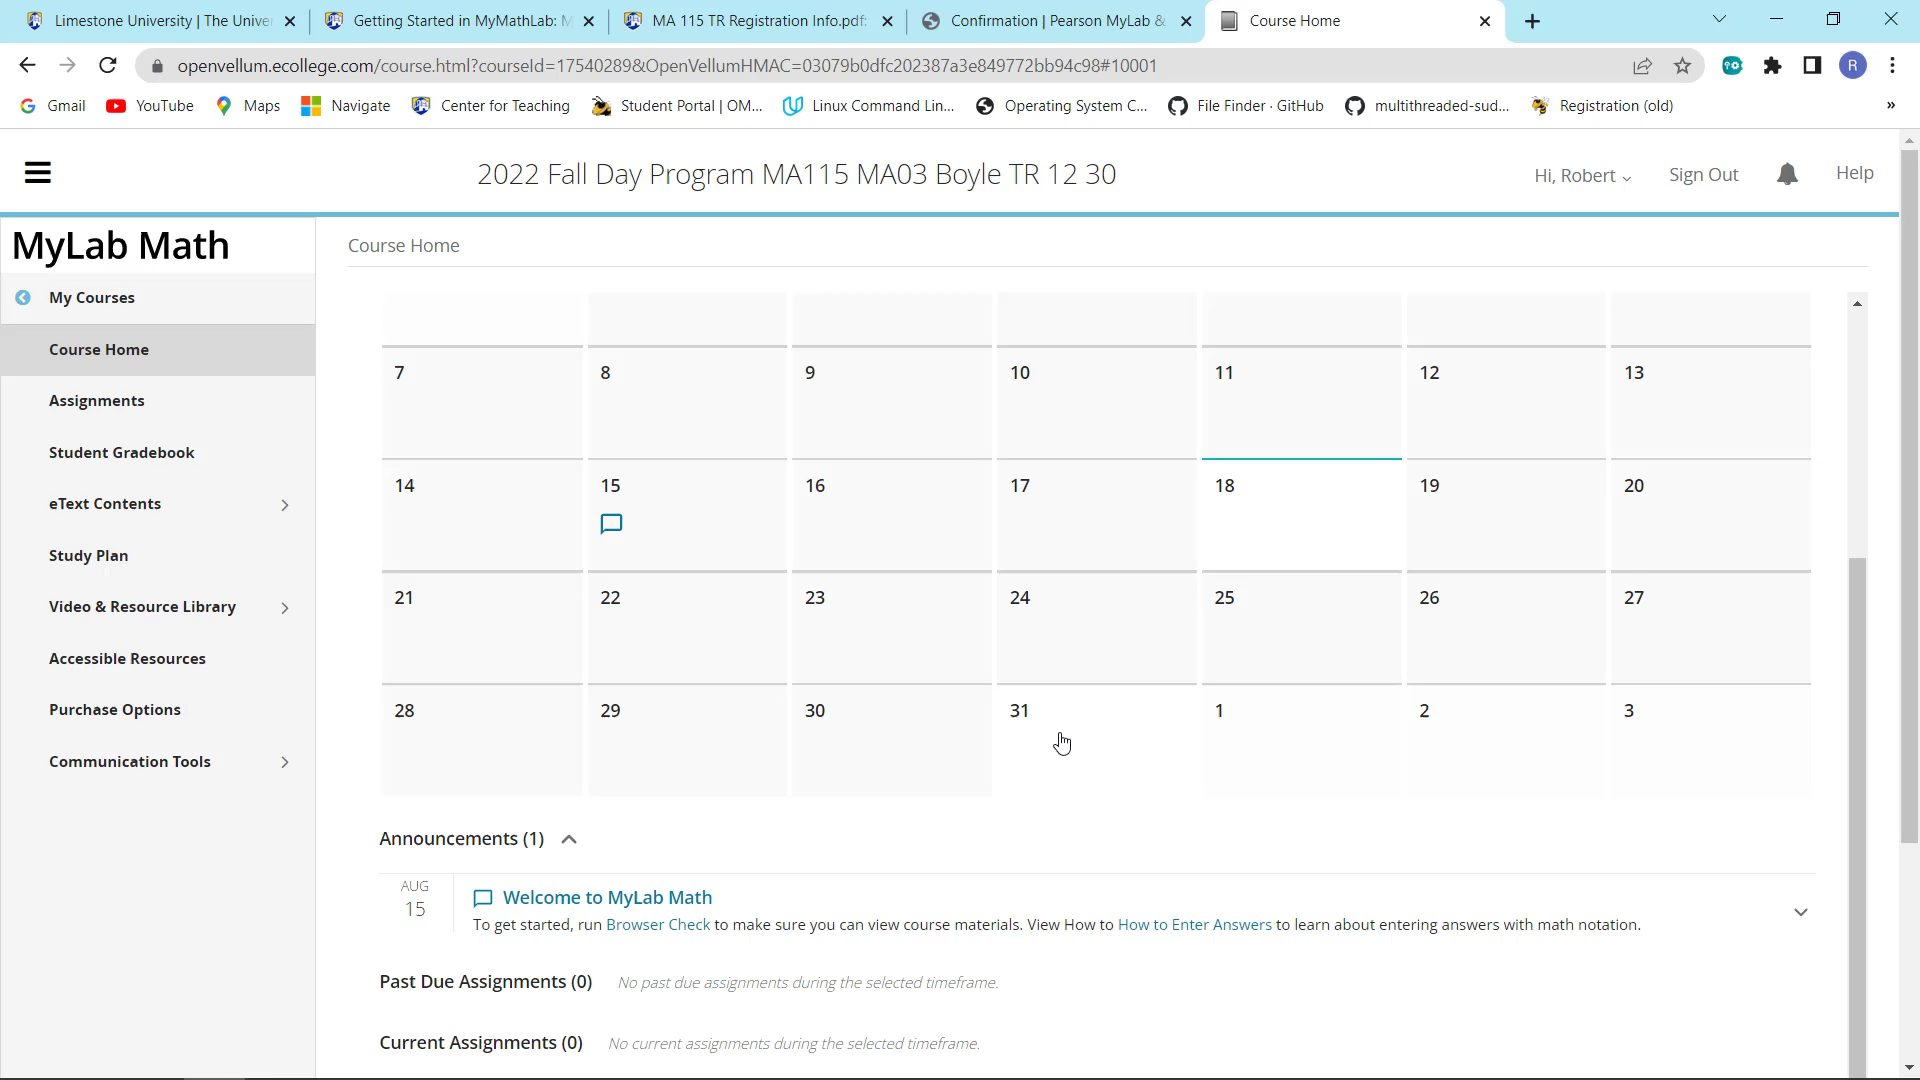 Limestone University | The Univer
Getting Started in MyMathLab: M
MA 115 TR Registration Info.pdf:
Confirmation | Pearson MyLab &
Course Home
openvellum.ecollege.com/course.html?courseId=17540289&OpenVellumHMAC=03079b0dfc202387a3e849772bb94c98#10001
R
Gmail
YouTube
Maps
Navigate
Center for Teaching
Student Portal | OM...
Linux Command Lin...
Operating System C...
File Finder · GitHub
multithreaded-sud...
Registration (old)
»
2022 Fall Day Program MA115 MA03 Boyle TR 12 30
Hi, Robert
Sign Out
Help
MyLab Math
My Courses
Course Home
Assignments
Student Gradebook
eText Contents
Study Plan
Video & Resource Library
Accessible Resources
Purchase Options
Communication Tools
Course Home
7 8 9 10 11 12 13
14 15 16 17 18 19 20
21 22 23 24 25 26 27
28 29 30 31 1 2 3
Announcements (1)
AUG
15
Welcome to MyLab Math
To get started, run Browser Check to make sure you can view course materials. View How to How to Enter Answers to learn about entering answers with math notation.
Past Due Assignments (0) No past due assignments during the selected timeframe.
Current Assignments (0) No current assignments during the selected timeframe.